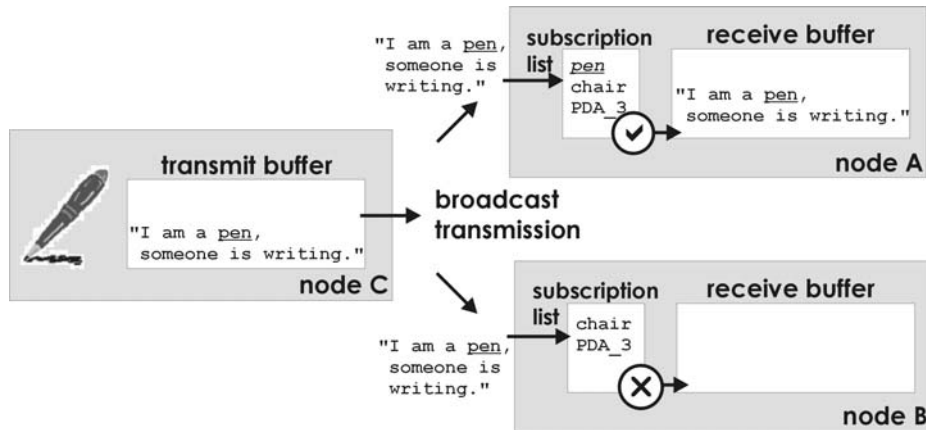 transmit buffer
"I am a pen,
someone is writing."
node C
broadcast
transmission
"I am a pen,
someone is
writing."
subscription
list
pen
chair
PDA_3
receive buffer
"I am a pen,
someone is writing."
node A
"I am a pen,
someone is
writing."
subscription
list
chair
PDA_3
receive buffer
node B